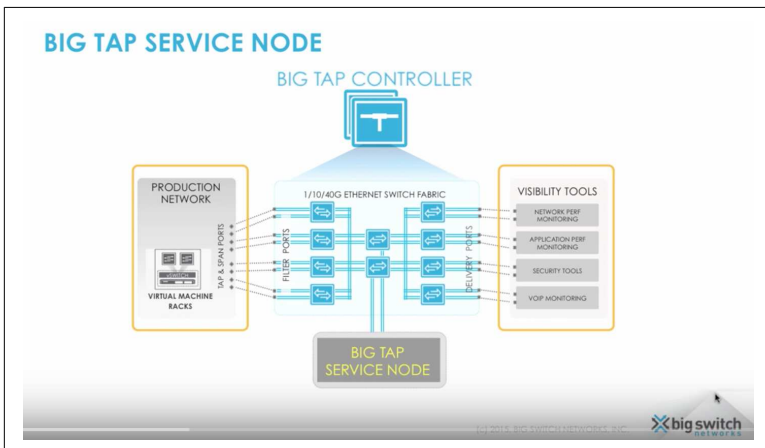 BIG TAP SERVICE NODE
BIG TAP CONTROLLER
PRODUCTION
NETWORK
TAP & SPAN PORTS
VIRTUAL MACHINE
RACKS
1/10/40G ETHERNET SWITCH FABRIC
FILTER PORTS
DELIVERY PORTS
VISIBILITY TOOLS
NETWORK PERF
MONITORING
APPLICATION PERF
MONITORING
SECURITY TOOLS
VOIP MONITORING
BIG TAP
SERVICE NODE
(c) 2015, BIG SWITCH NETWORKS, INC.
big switch
networks